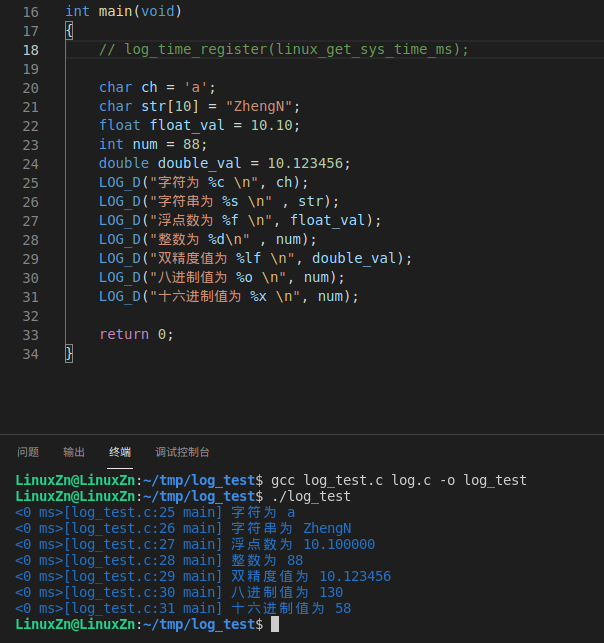 16 int main(void)
17 {
18     // log_time_register(linux_get_sys_time_ms);
19
20     char ch = 'a';
21     char str[10] = "ZhengN";
22     float float_val = 10.10;
23     int num = 88;
24     double double_val = 10.123456;
25     LOG_D("字符为 %c \n", ch);
26     LOG_D("字符串为 %s \n" , str);
27     LOG_D("浮点数为 %f \n", float_val);
28     LOG_D("整数为 %d\n" , num);
29     LOG_D("双精度值为 %lf \n", double_val);
30     LOG_D("八进制值为 %o \n", num);
31     LOG_D("十六进制值为 %x \n", num);
32
33     return 0;
34 }
问题 输出 终端 调试控制台
LinuxZn@LinuxZn:~/tmp/log_test$ gcc log_test.c log.c -o log_test
LinuxZn@LinuxZn:~/tmp/log_test$ ./log_test
<0 ms>[log_test.c:25 main] 字符为 a
<0 ms>[log_test.c:26 main] 字符串为 ZhengN
<0 ms>[log_test.c:27 main] 浮点数为 10.100000
<0 ms>[log_test.c:28 main] 整数为 88
<0 ms>[log_test.c:29 main] 双精度值为 10.123456
<0 ms>[log_test.c:30 main] 八进制值为 130
<0 ms>[log_test.c:31 main] 十六进制值为 58
LinuxZn@LinuxZn:~/tmp/log_test$